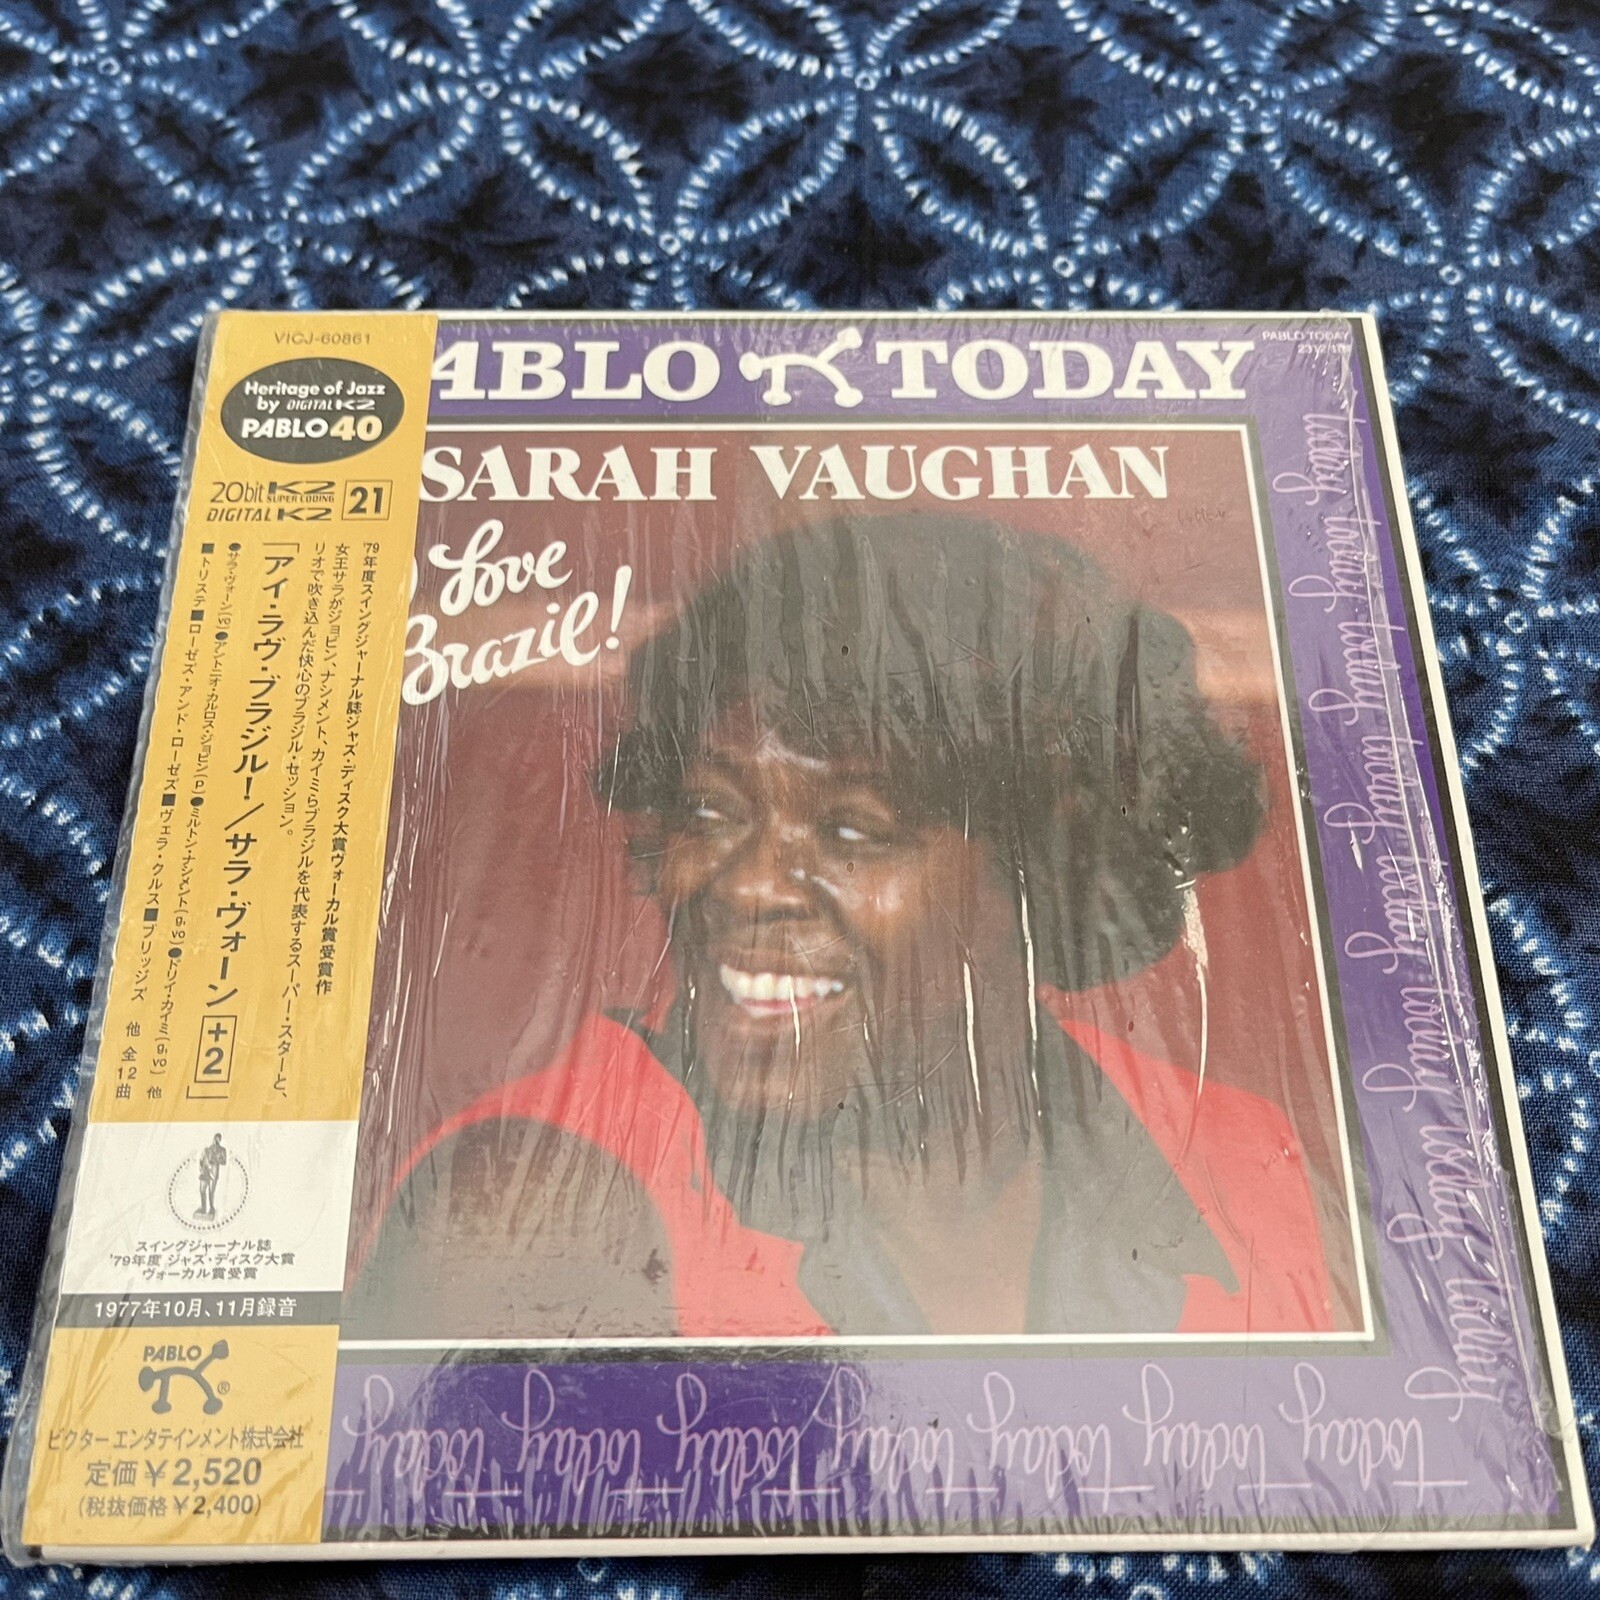 VICJ-60861
Heritage of Jazz
by DIGITAL K2
PABLO 40
20bit K2
SUPER CODING
DIGITAL K2
21
'79年度スイングジャーナル誌ジャズ・ディスク大賞ヴォーカル賞受賞作
女王サラがジョビン、ナシメント、カイミらブラジルを代表するスーパー・スターと、
リオで吹き込んだ快心のブラジル・セッション。
「アイ・ラヴ・ブラジル!/サラ・ヴォーン +2」
●サラ・ヴォーン(vo)●アントニオ・カルロス・ジョビン(p)●ミルトン・ナシメント(g,vo)●ドリイ・カイミ(g,vo) 他
■トリステ■ローゼズ・アンド・ローゼズ■ヴェラ・クルス■ブリッジズ 他 全12曲
スイングジャーナル誌
'79年度 ジャズ・ディスク大賞
ヴォーカル賞受賞
1977年10月、11月録音
PABLO
®
ビクターエンタテインメント株式会社
定価¥2,520
(税抜価格¥2,400)
ABLO TODAY
PABLO TODAY
SARAH VAUGHAN
Love
Brazil!
today today today today today today today today
today today today today today today today